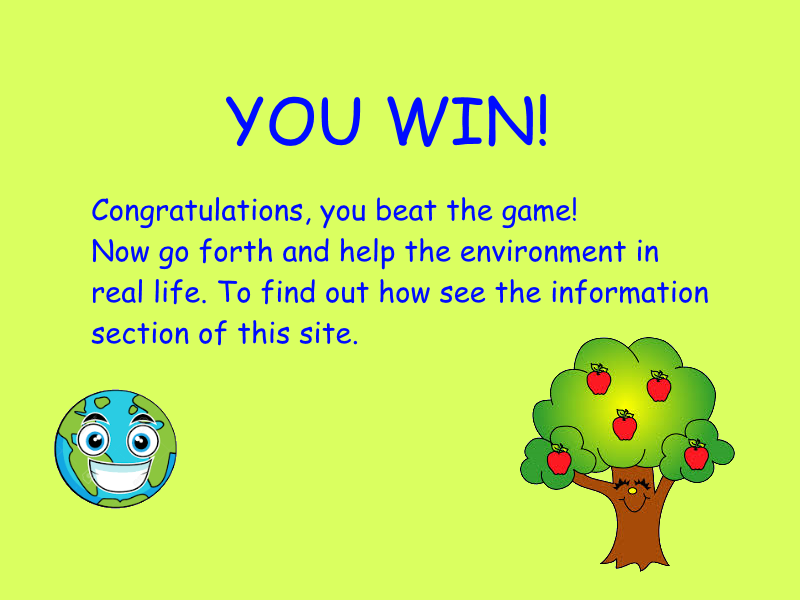 YOU WIN!
Congratulations, you beat the game!
Now go forth and help the environment in
real life. To find out how see the information
section of this site.